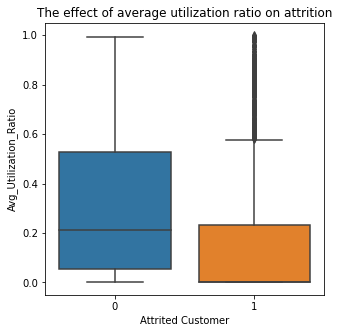 The effect of average utilization ratio on attrition
1.0
0.8
0.6
0.4
0.2
0.0
Avg_Utilization_Ratio
0 1
Attrited Customer